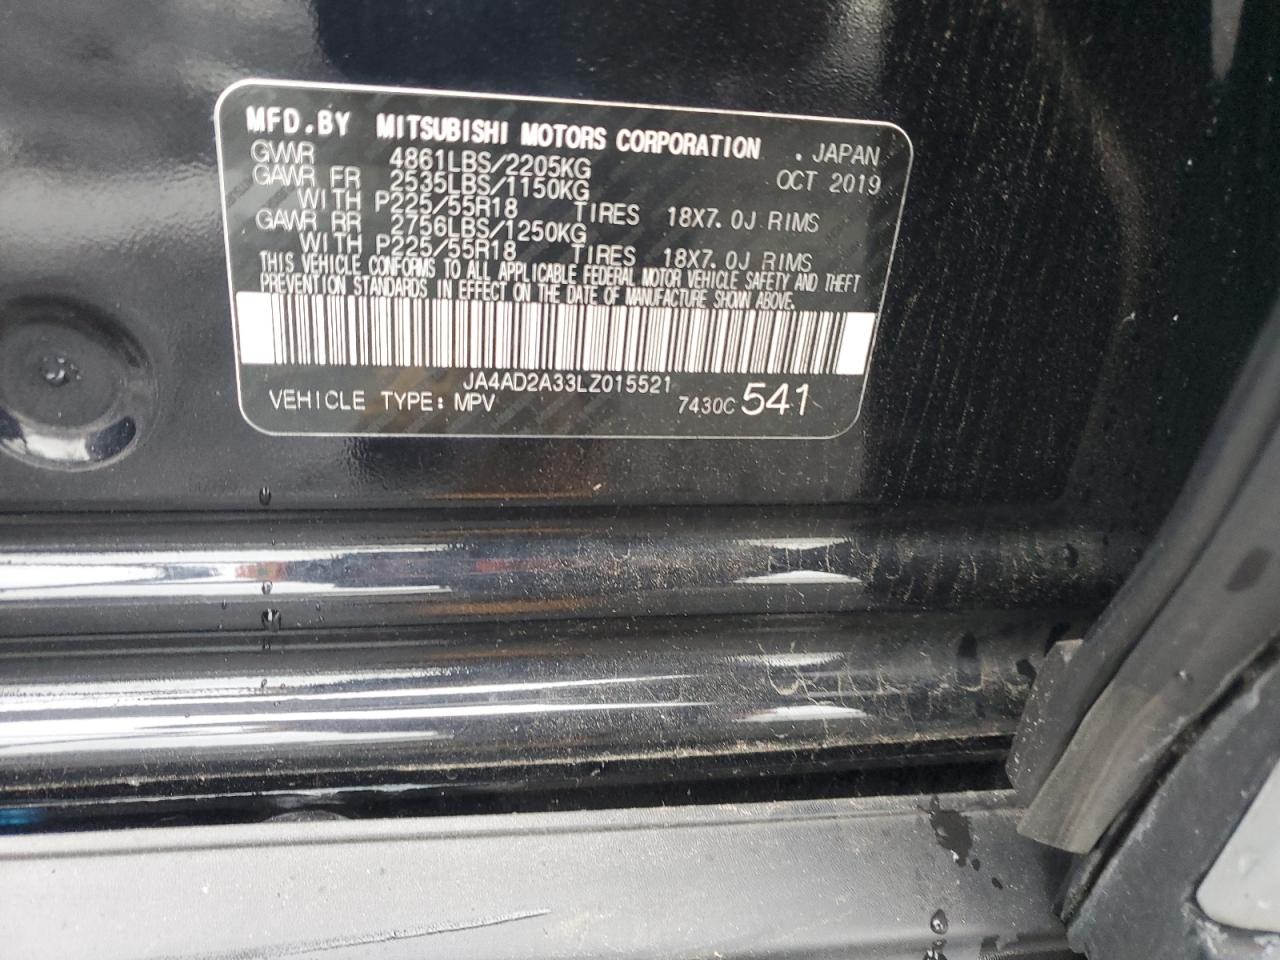 MFD.BY MITSUBISHI MOTORS CORPORATION . JAPAN
GVWR 4861LBS/2205KG OCT 2019
GAWR FR 2535LBS/1150KG
WITH P225/55R18 TIRES 18X7.0J RIMS
GAWR RR 2756LBS/1250KG
WITH P225/55R18 TIRES 18X7.0J RIMS
THIS VEHICLE CONFORMS TO ALL APPLICABLE FEDERAL MOTOR VEHICLE SAFETY AND THEFT
PREVENTION STANDARDS IN EFFECT ON THE DATE OF MANUFACTURE SHOWN ABOVE.
JA4AD2A33LZ015521
VEHICLE TYPE: MPV 7430C 541